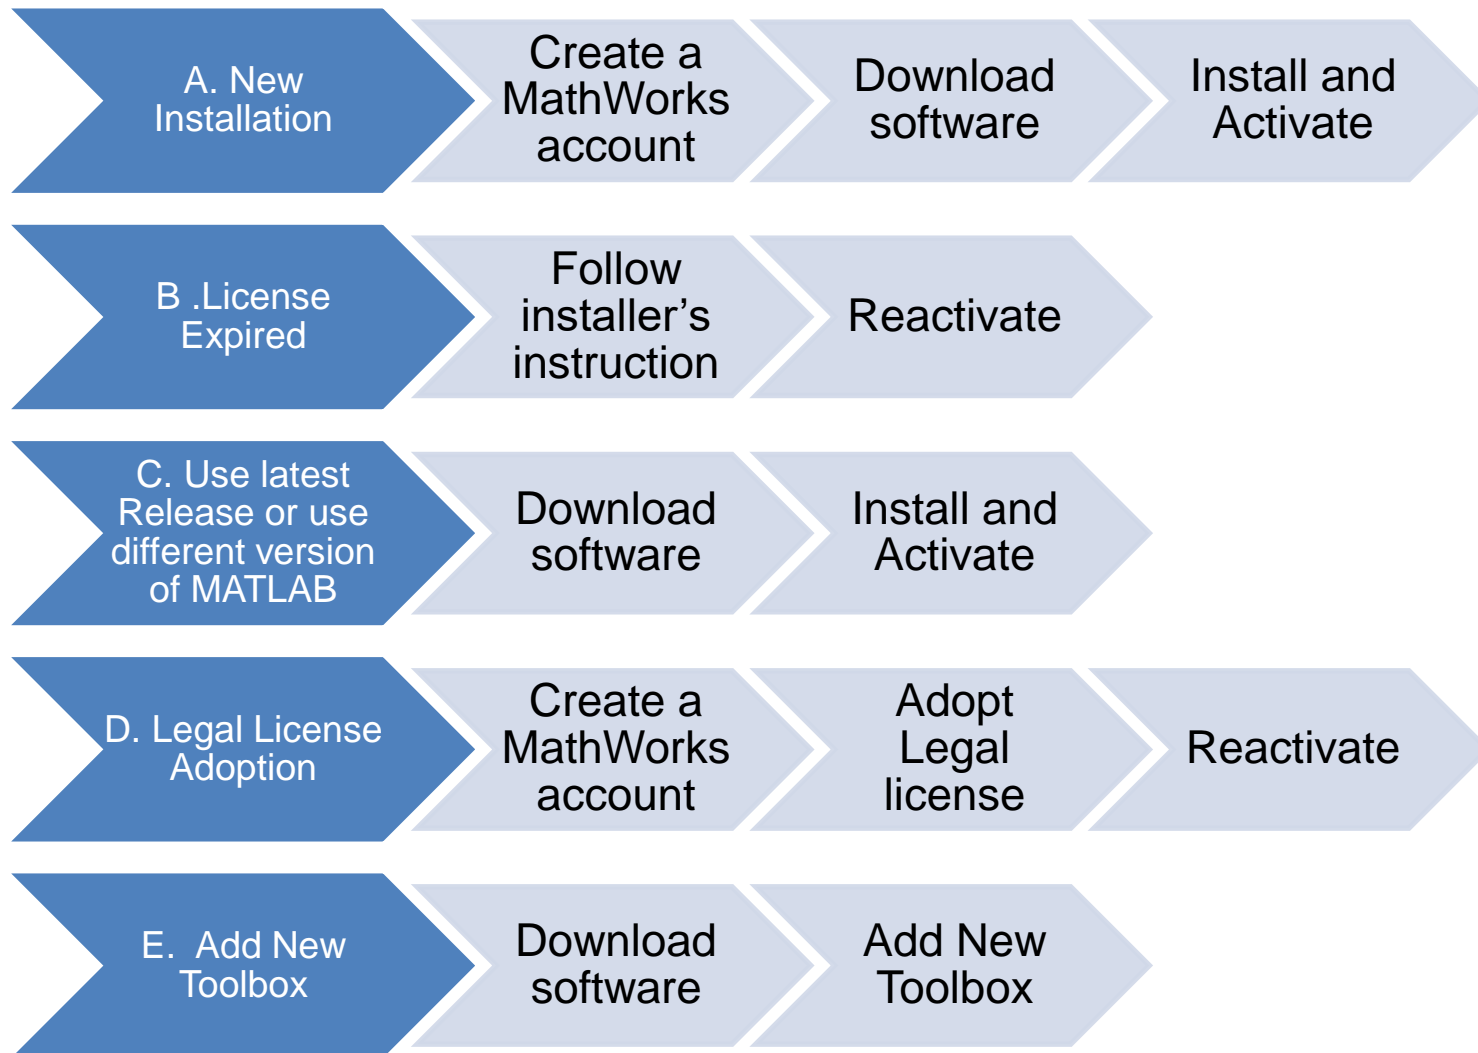 A. New
Installation
Create a
MathWorks
account
Download
software
Install and
Activate
B .License
Expired
Follow
installer’s
instruction
Reactivate
C. Use latest
Release or use
different version
of MATLAB
Download
software
Install and
Activate
D. Legal License
Adoption
Create a
MathWorks
account
Adopt
Legal
license
Reactivate
E.  Add New
Toolbox
Download
software
Add New
Toolbox